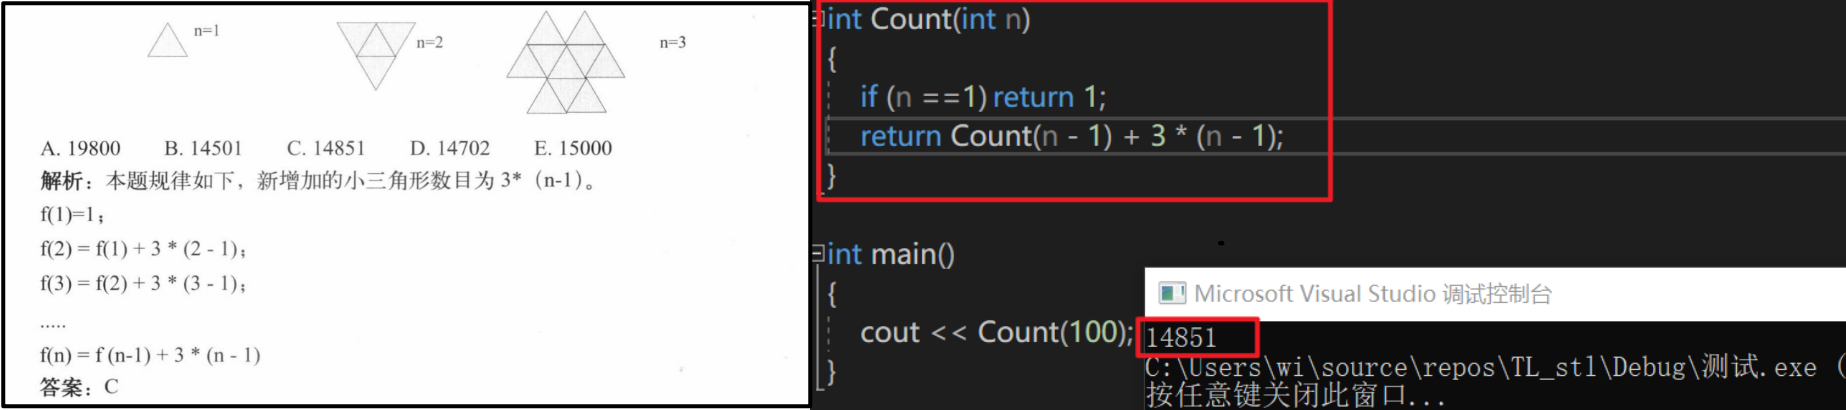 n=1
n=2
n=3
A. 19800 B. 14501 C. 14851 D. 14702 E. 15000
解析：本题规律如下，新增加的小三角形数目为 3*（n-1）。
f(1)=1；
f(2) = f(1) + 3 * (2 - 1)；
f(3) = f(2) + 3 * (3 - 1)；
.....
f(n) = f (n-1) + 3 * (n - 1)
答案：C
int Count(int n)
{
if (n ==1) return 1;
return Count(n - 1) + 3 * (n - 1);
}
int main()
{
cout << Count(100);
}
Microsoft Visual Studio 调试控制台
14851
C:\Users\wi\source\repos\TL_stl\Debug\测试.exe (
按任意键关闭此窗口...